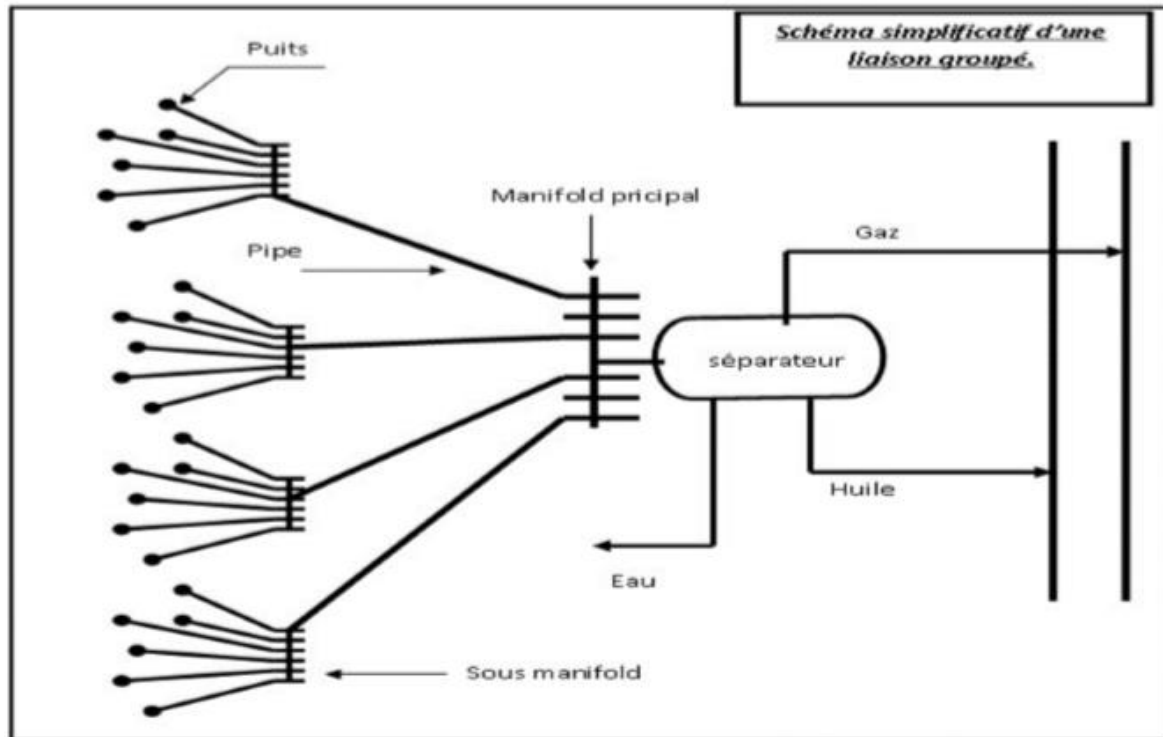 Schéma simplificatif d'une
liaison groupé.
Puits
Manifold pricipal
Gaz
Pipe
séparateur
Huile
Eau
Sous manifold